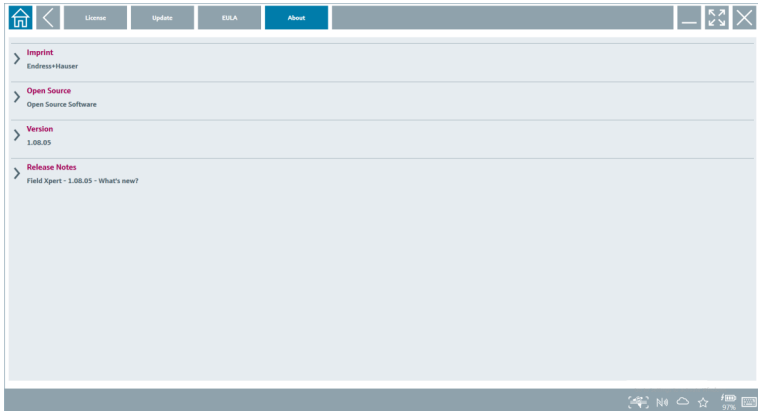 License Update EULA About
Imprint
Endress+Hauser
Open Source
Open Source Software
Version
1.08.05
Release Notes
Field Xpert - 1.08.05 - What's new?
97%